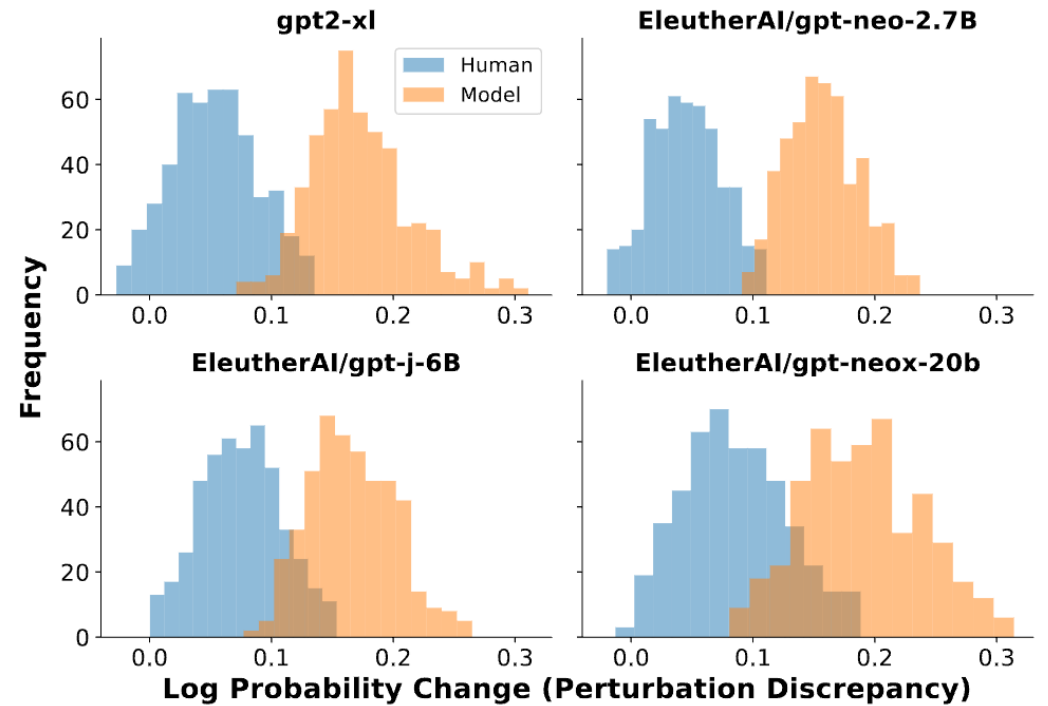 gpt2-xl
EleutherAI/gpt-neo-2.7B
Human
Model
60
40
20
0
0.0 0.1 0.2 0.3
0.0 0.1 0.2 0.3
EleutherAI/gpt-j-6B
EleutherAI/gpt-neox-20b
60
40
20
0
0.0 0.1 0.2 0.3
0.0 0.1 0.2 0.3
Frequency
Log Probability Change (Perturbation Discrepancy)